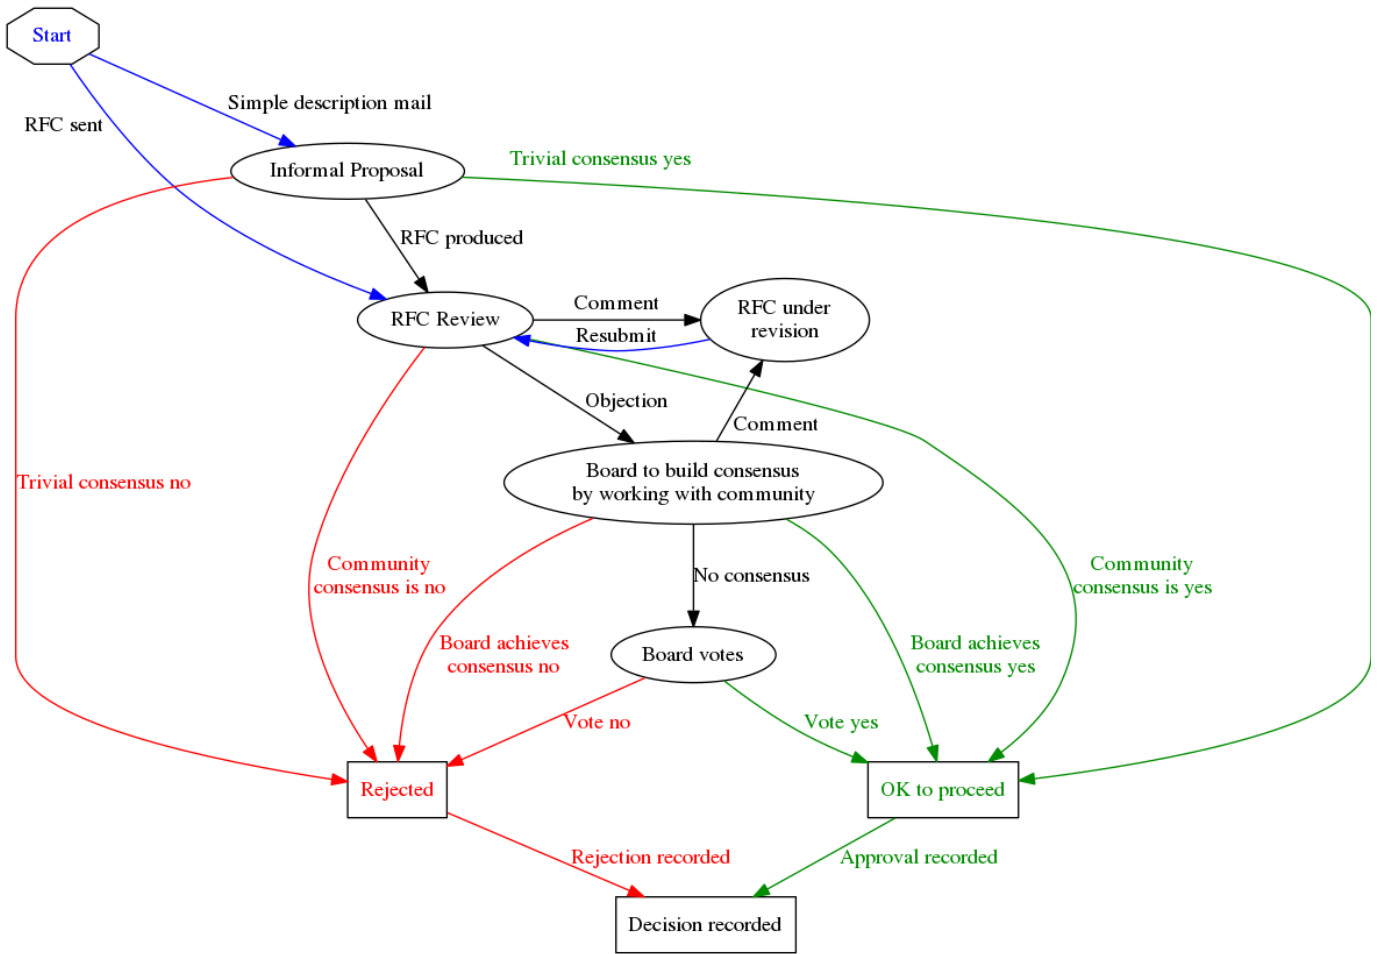 Start
Simple description mail
RFC sent
Informal Proposal
Trivial consensus yes
RFC produced
RFC Review
Comment
RFC under
revision
Resubmit
Objection
Comment
Board to build consensus
by working with community
Trivial consensus no
Community
consensus is no
No consensus
Community
consensus is yes
Board achieves
consensus no
Board votes
Board achieves
consensus yes
Vote no
Vote yes
Rejected
OK to proceed
Rejection recorded
Approval recorded
Decision recorded